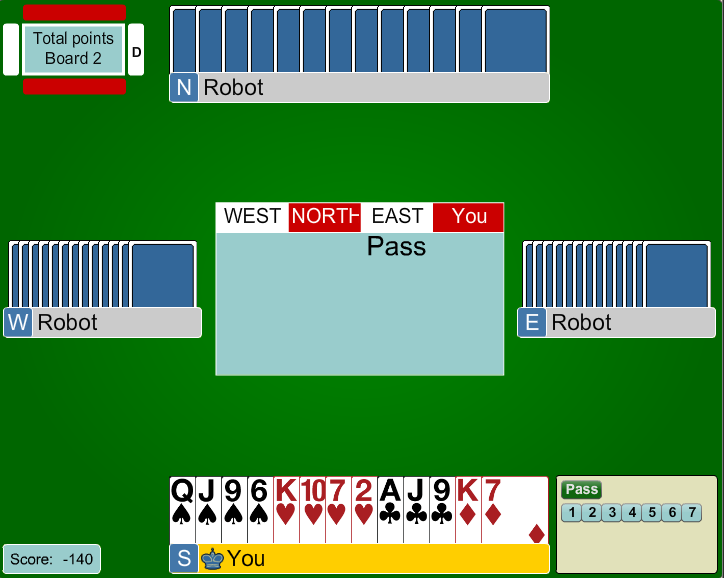 Total points
Board 2
D
N Robot
WEST NORTH EAST You
Pass
W Robot
E Robot
Q J 9 6 K 10 7 2 A J 9 K 7
Pass
1 2 3 4 5 6 7
Score: -140
S You